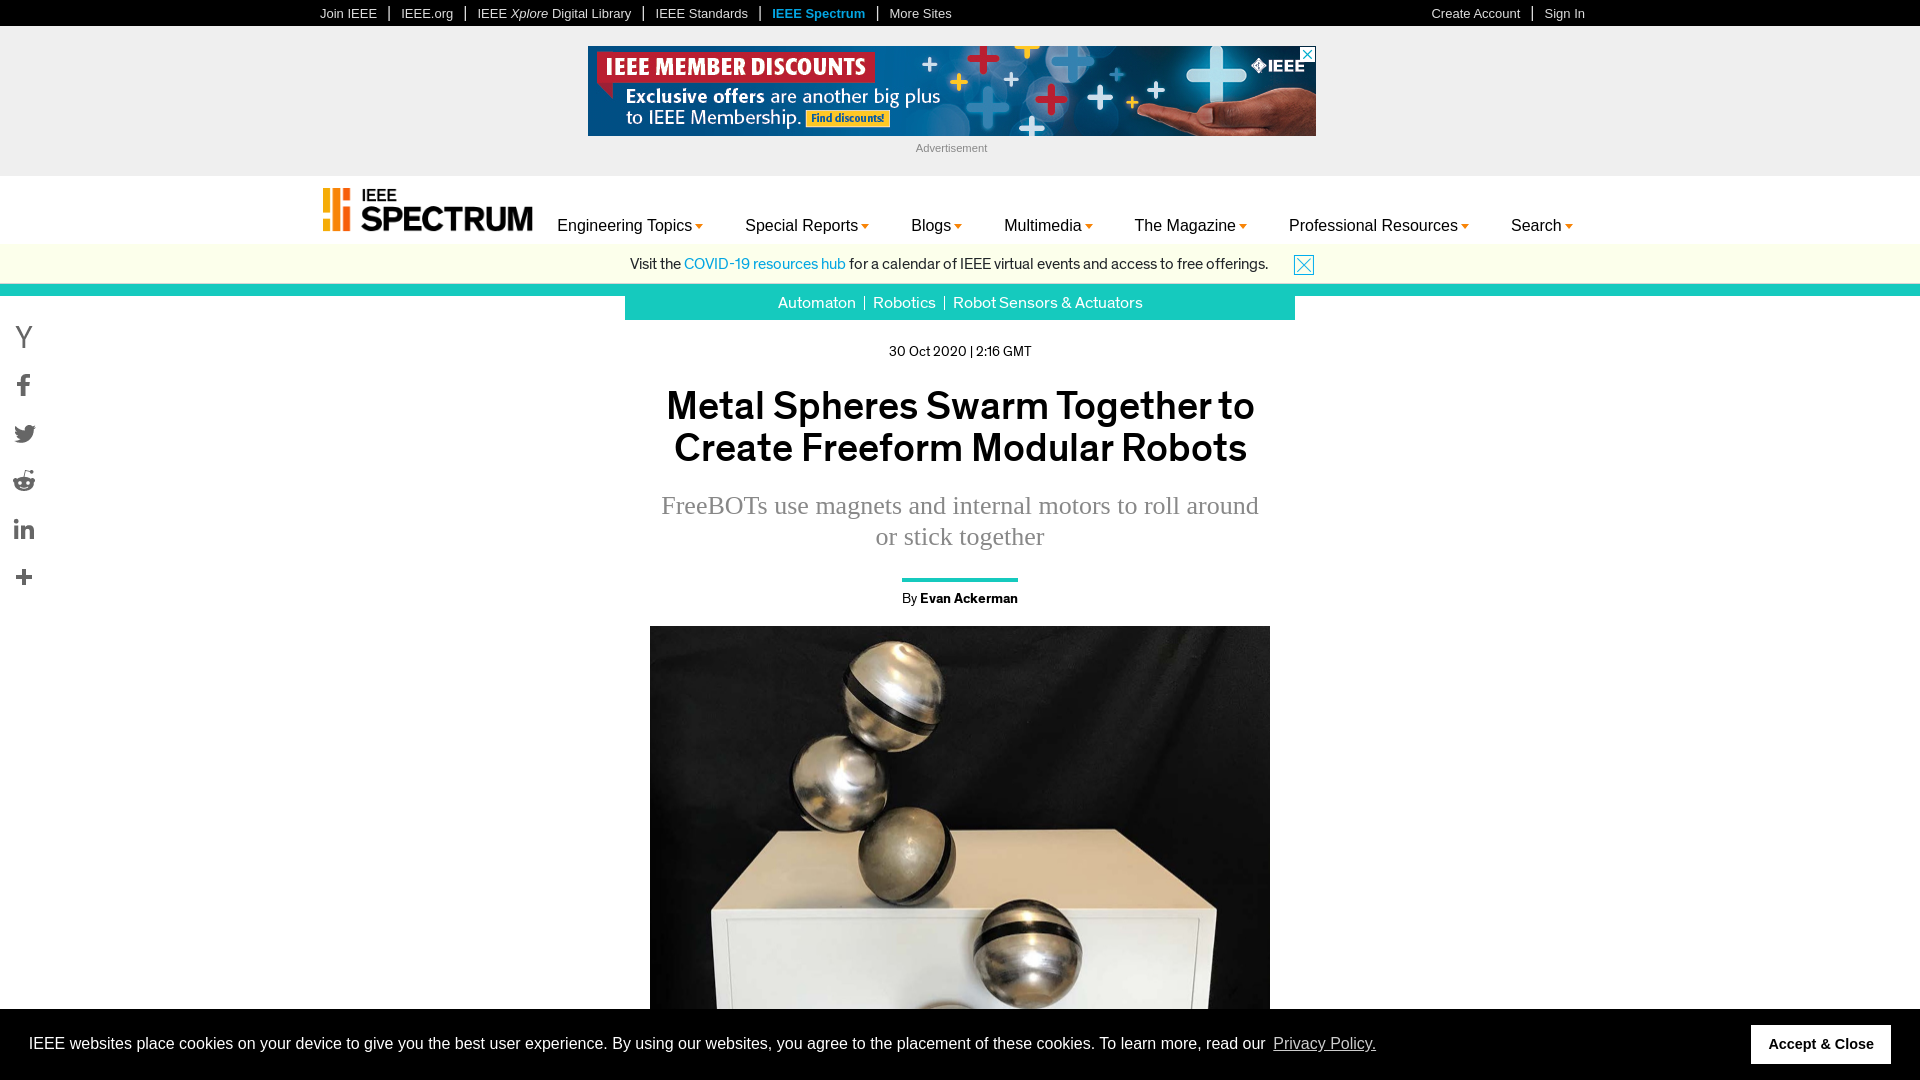 Join IEEE | IEEE.org | IEEE Xplore Digital Library | IEEE Standards | IEEE Spectrum | More Sites
Create Account | Sign In
IEEE MEMBER DISCOUNTS
Exclusive offers are another big plus
to IEEE Membership. Find discounts!
IEEE
Advertisement
IEEE
SPECTRUM
Engineering Topics
Special Reports
Blogs
Multimedia
The Magazine
Professional Resources
Search
Visit the COVID-19 resources hub for a calendar of IEEE virtual events and access to free offerings.
Automaton | Robotics | Robot Sensors & Actuators
30 Oct 2020 | 2:16 GMT
Metal Spheres Swarm Together to
Create Freeform Modular Robots
FreeBOTs use magnets and internal motors to roll around
or stick together
By Evan Ackerman
IEEE websites place cookies on your device to give you the best user experience. By using our websites, you agree to the placement of these cookies. To learn more, read our Privacy Policy.
Accept & Close